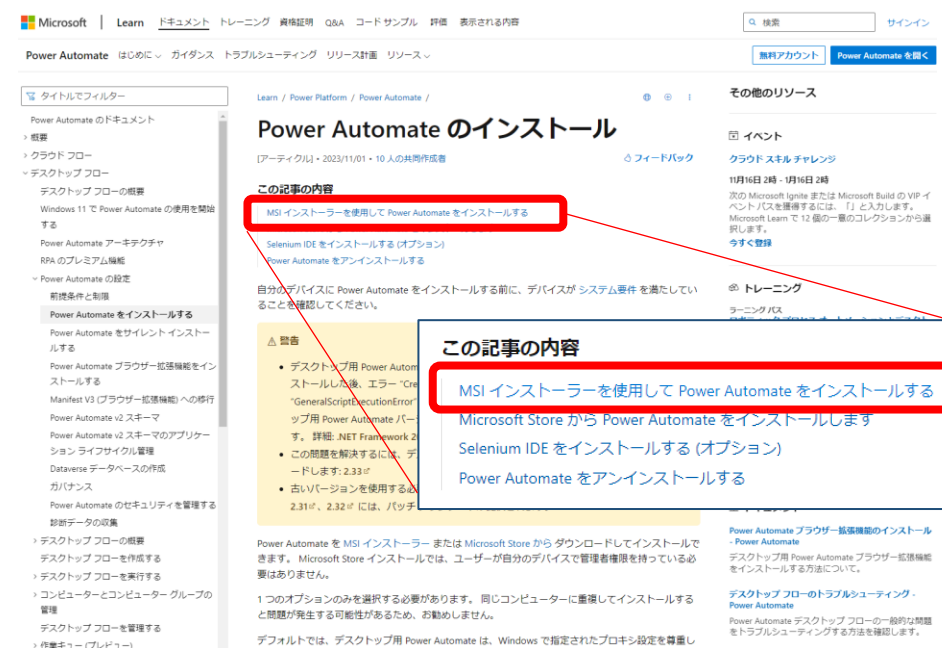 Microsoft
Learn ドキュメント トレーニング 資格証明 Q&A コード サンプル 評価 表示される内容
検索
サインイン
Power Automate はじめに ガイダンス トラブルシューティング リリース計画 リソース
無料アカウント
Power Automate を開く
タイトルでフィルター
Power Automate のドキュメント
概要
クラウド フロー
デスクトップ フロー
デスクトップ フローの概要
Windows 11 で Power Automate の使用を開始
する
Power Automate アーキテクチャ
RPA のプレミアム機能
Power Automate の設定
前提条件と制限
Power Automate をインストールする
Power Automate をサイレント インストー
ルする
Power Automate ブラウザー拡張機能をイン
ストールする
Manifest V3 (ブラウザー拡張機能) への移行
Power Automate v2 スキーマ
Power Automate v2 スキーマのアプリケー
ション ライフサイクル管理
Dataverse データベースの作成
ガバナンス
Power Automate のセキュリティを管理する
診断データの収集
デスクトップ フローの概要
デスクトップ フローを作成する
デスクトップ フローを実行する
コンピューターとコンピューター グループの
管理
デスクトップ フローを管理する
作業キュー (プレビュー)
Learn / Power Platform / Power Automate /
Power Automate のインストール
[アーティクル] • 2023/11/01 • 10 人の共同作成者
フィードバック
この記事の内容
MSI インストーラーを使用して Power Automate をインストールする
Selenium IDE をインストールする (オプション)
Power Automate をアンインストールする
自分のデバイスに Power Automate をインストールする前に、デバイスが システム要件 を満たしてい
ることを確認してください。
警告
デスクトップ用 Power Autom
ストールした後、エラー "Cre
"GeneralScriptExecutionError"
ップ用 Power Automate バー
す。 詳細: .NET Framework 2
この問題を解決するには、デ
ードします: 2.33
古いバージョンを使用する必
2.31、2.32 には、パッチ
この記事の内容
MSI インストーラーを使用して Power Automate をインストールする
Microsoft Store から Power Automate をインストールします
Selenium IDE をインストールする (オプション)
Power Automate をアンインストールする
Power Automate を MSI インストーラー または Microsoft Store から ダウンロードしてインストールで
きます。 Microsoft Store インストールでは、ユーザーが自分のデバイスで管理者権限を持っている必
要はありません。
1 つのオプションのみを選択する必要があります。 同じコンピューターに重複してインストールする
と問題が発生する可能性があるため、お勧めしません。
デフォルトでは、デスクトップ用 Power Automate は、Windows で指定されたプロキシ設定を尊重し
その他のリソース
イベント
クラウド スキル チャレンジ
11月16日 2時 - 1月16日 2時
次の Microsoft Ignite または Microsoft Build の VIP イ
ベント パスを獲得するには、「」と入力します。
Microsoft Learn で 12 個の一意のコレクションから選
択します。
今すぐ登録
トレーニング
ラーニング パス
Power Automate ブラウザー拡張機能のインストール
- Power Automate
デスクトップ用 Power Automate ブラウザー拡張機能
をインストールする方法について。
デスクトップ フローのトラブルシューティング -
Power Automate
Power Automate デスクトップ フローの一般的な問題
をトラブルシューティングする方法を確認します。